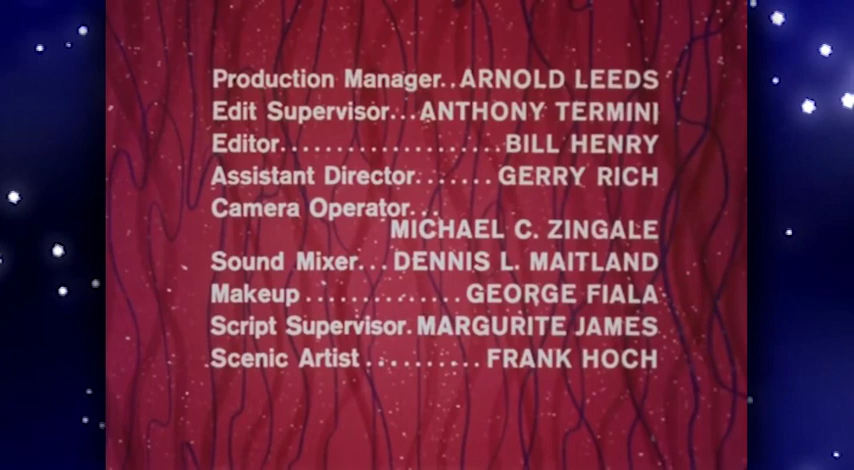 Production Manager..ARNOLD LEEDS
Edit Supervisor...ANTHONY TERMINI
Editor....................BILL HENRY
Assistant Director.......GERRY RICH
Camera Operator...
MICHAEL C. ZINGALE
Sound Mixer...DENNIS L. MAITLAND
Makeup..............GEORGE FIALA
Script Supervisor.MARGURITE JAMES
Scenic Artist..........FRANK HOCH